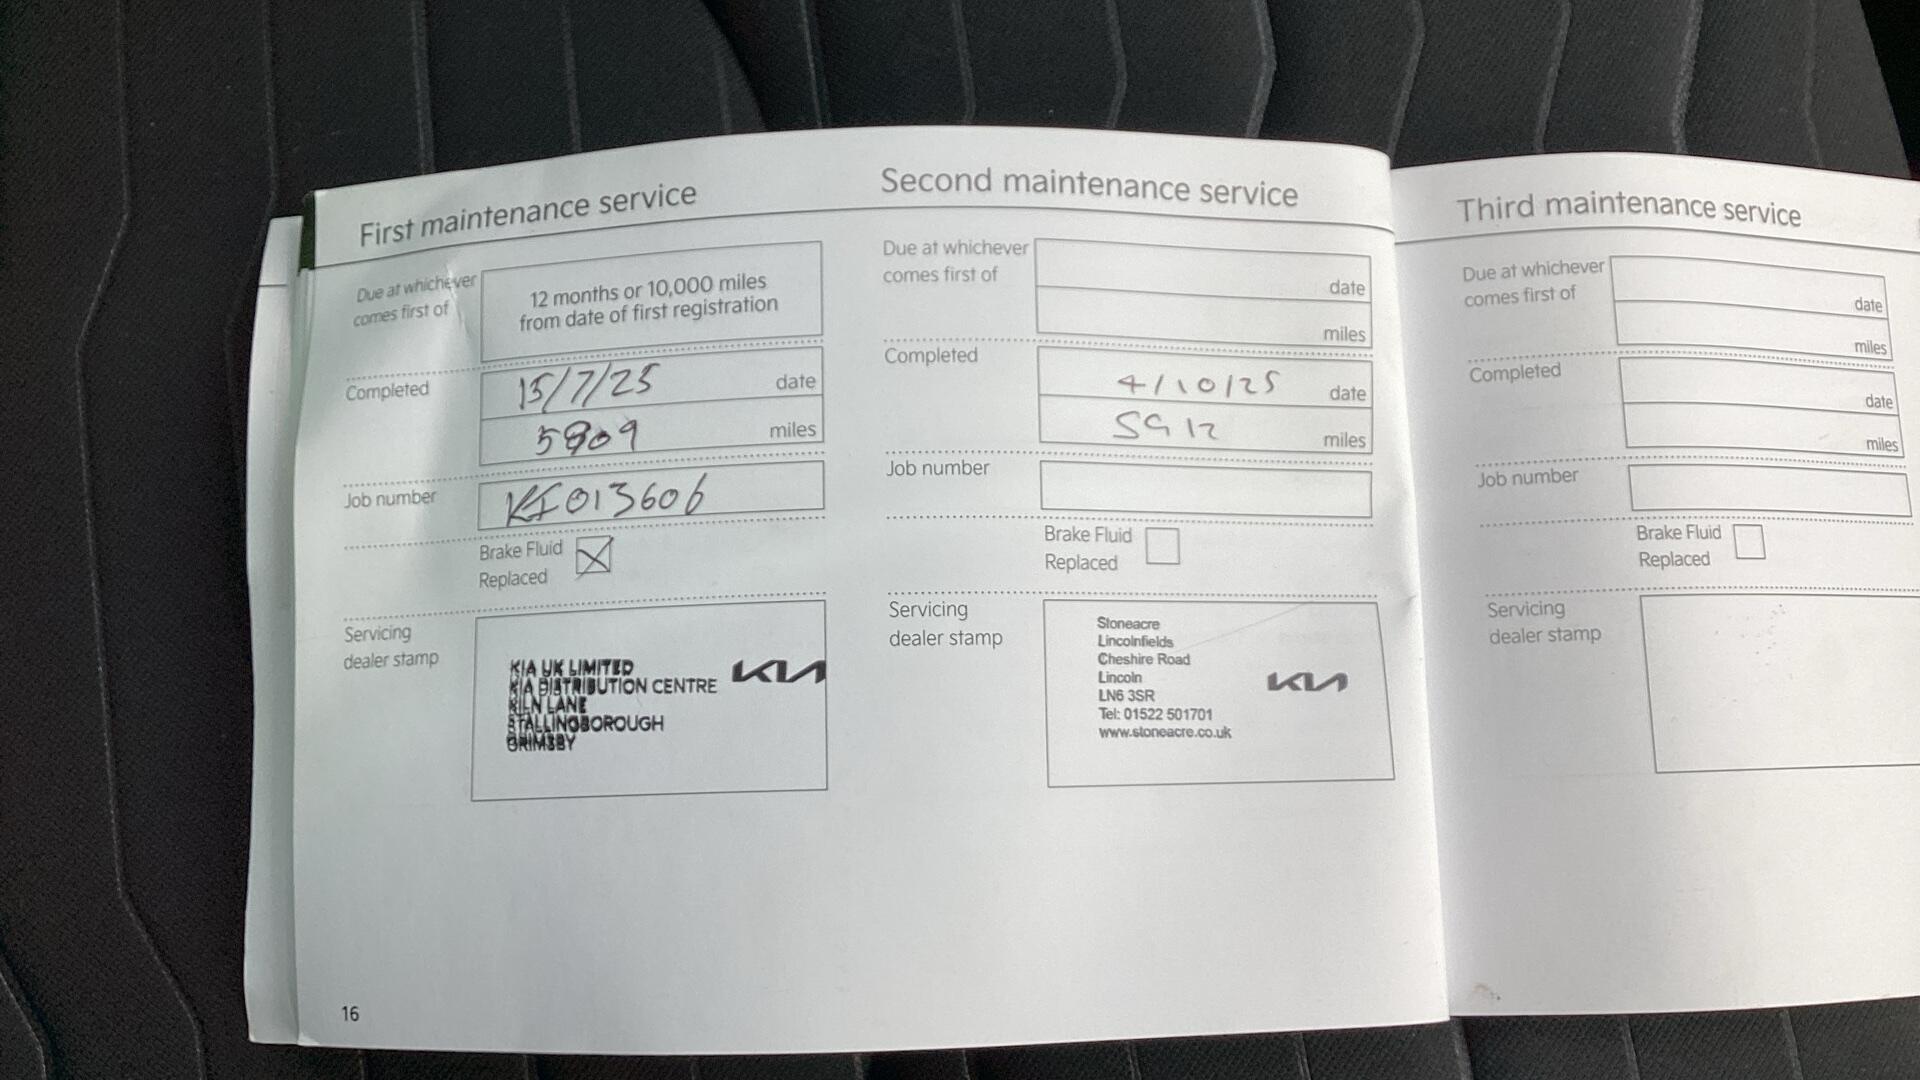 First maintenance service
Due at whichever
comes first of
12 months or 10,000 miles
from date of first registration
Completed
15/7/25 date
5809 miles
Job number
KI013606
Brake Fluid
Replaced
Servicing
dealer stamp
KIA UK LIMITED
KIA DISTRIBUTION CENTRE
KILN LANE
STALLINGBOROUGH
GRIMSBY
KIA
16
Second maintenance service
Due at whichever
comes first of
date
miles
Completed
4/10/25 date
5912 miles
Job number
Brake Fluid
Replaced
Servicing
dealer stamp
Stoneacre
Lincolnfields
Cheshire Road
Lincoln
LN6 3SR
Tel: 01522 501701
www.stoneacre.co.uk
KIA
Third maintenance service
Due at whichever
comes first of
date
miles
Completed
date
miles
Job number
Brake Fluid
Replaced
Servicing
dealer stamp